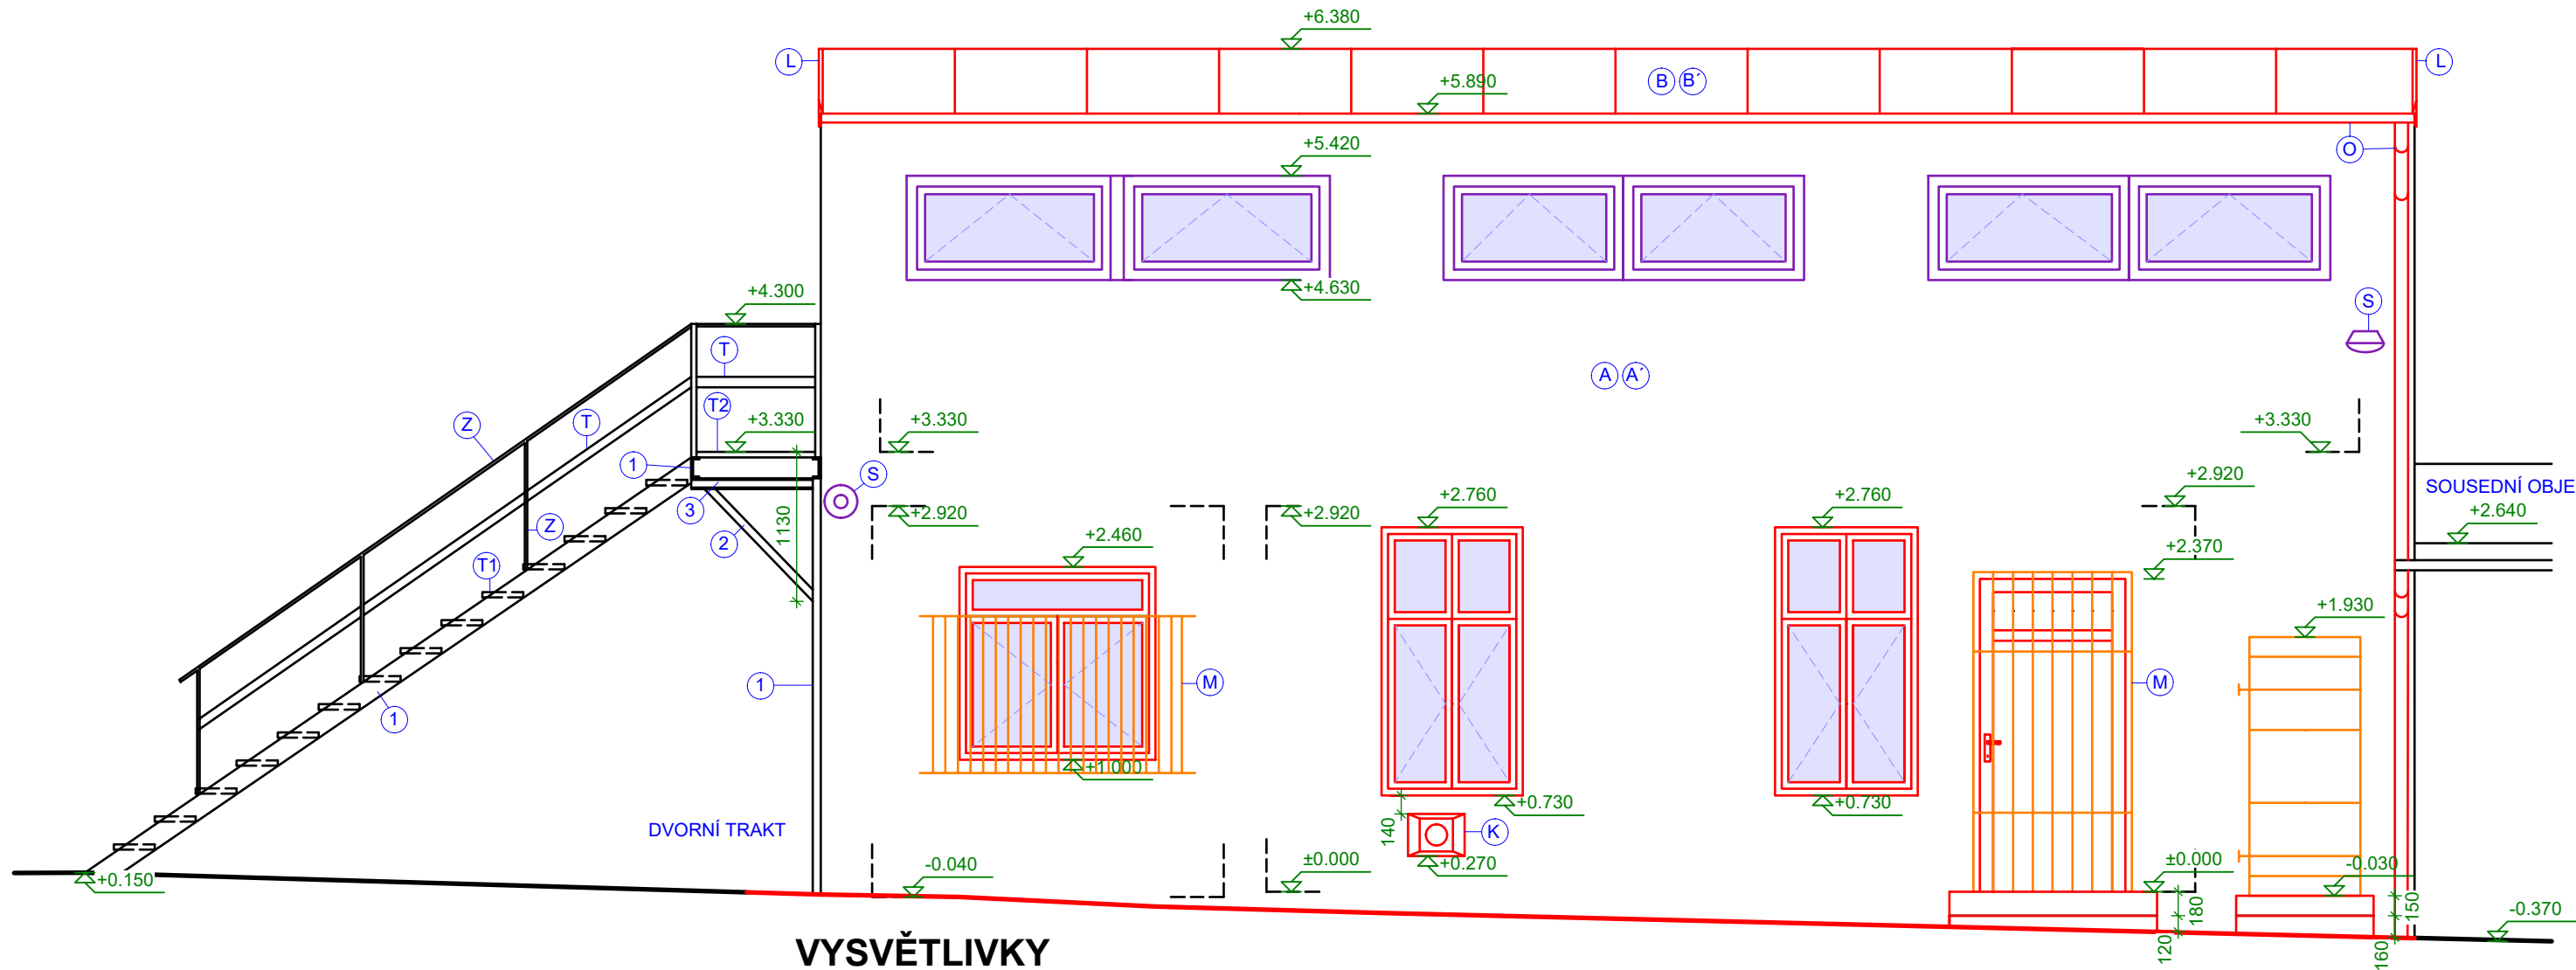 +6.380
L
L
B B´
+5.890
+5.420
O
+4.630
+4.300
S
T
A A´
T2
Z
T
+3.330
+3.330
+3.330
1
S
3
+2.920
+2.920
+2.920
+2.760
+2.760
SOUSEDNÍ OBJE
+2.640
1130
Z
2
+2.460
+2.370
T1
+1.930
1
M
M
1
+1.000
+0.730
+0.730
DVORNÍ TRAKT
140
K
-0.040
±0.000
+0.270
±0.000
-0.030
+0.150
180
150
-0.370
120
160
VYSVĚTLIVKY